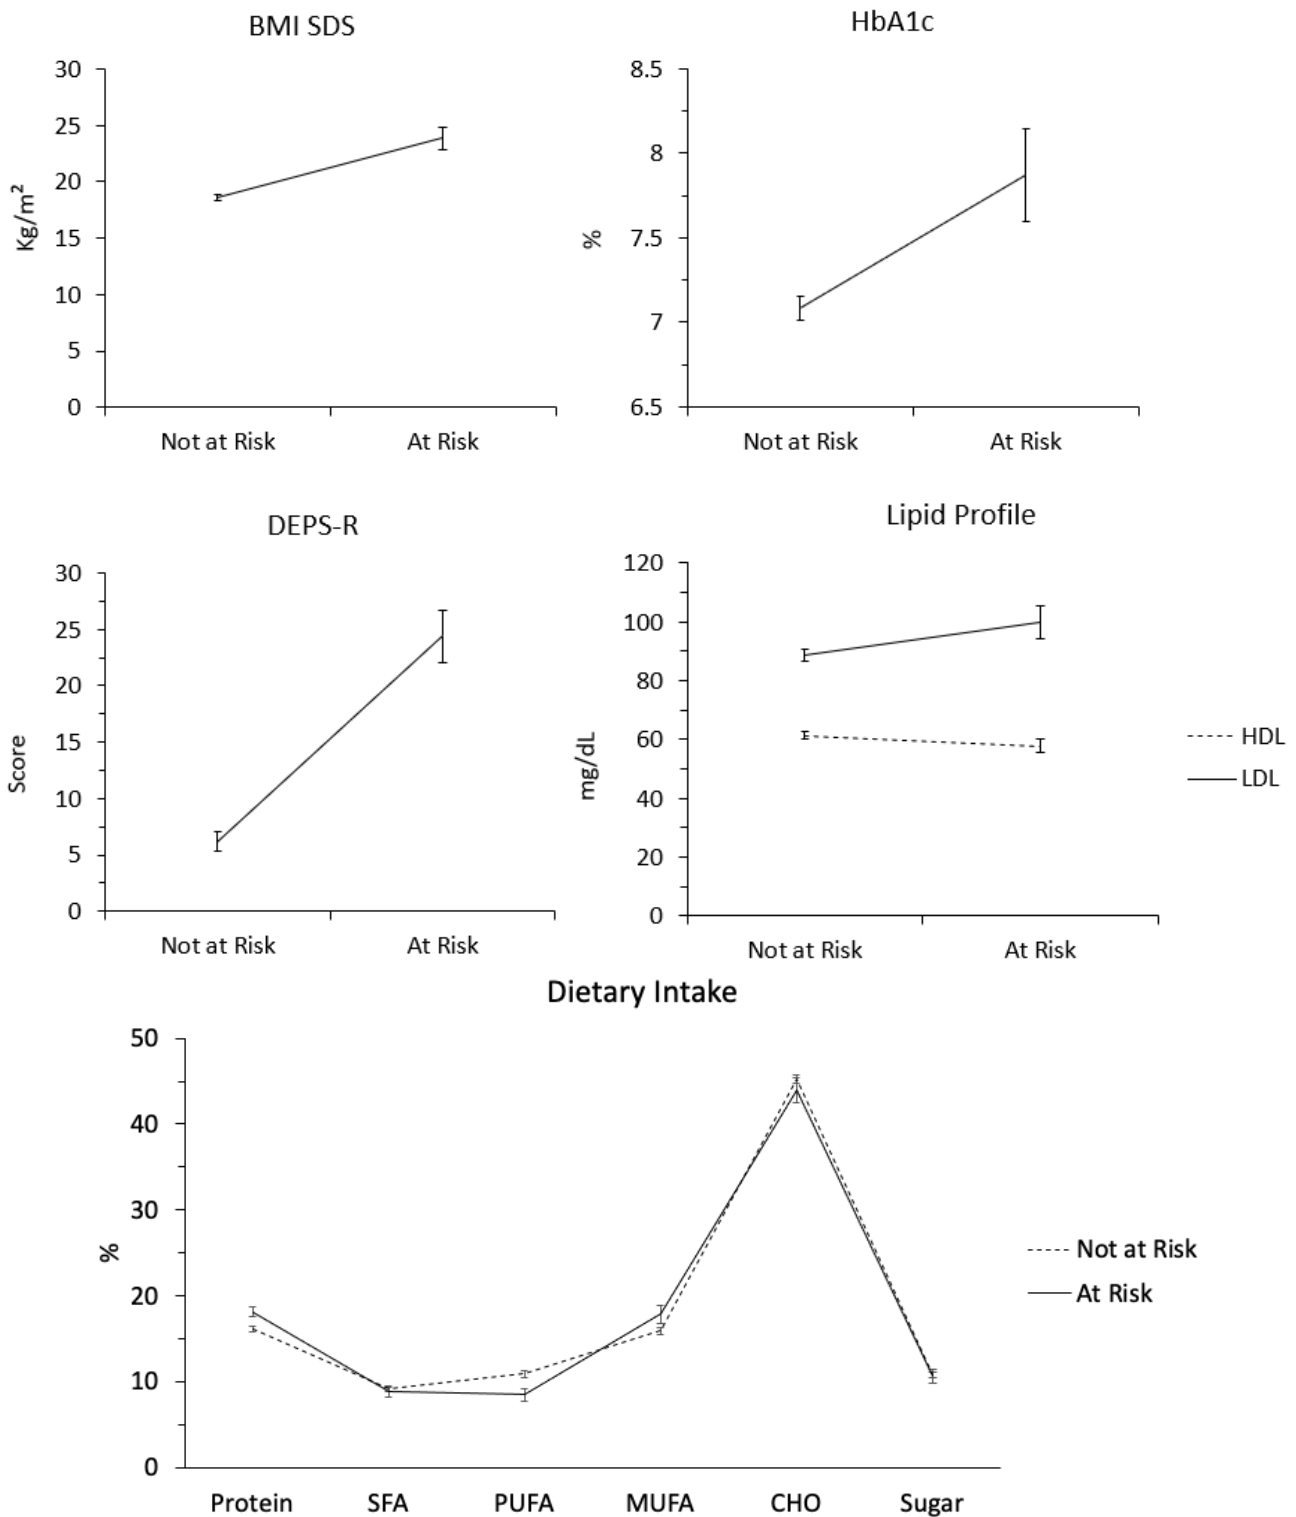 BMI SDS
30
25
20
15
10
5
0
Kg/m²
Not at Risk
At Risk
HbA1c
8.5
8
7.5
7
6.5
%
Not at Risk
At Risk
DEPS-R
30
25
20
15
10
5
0
Score
Not at Risk
At Risk
Lipid Profile
120
100
80
60
40
20
0
mg/dL
Not at Risk
At Risk
HDL
LDL
Dietary Intake
50
40
30
20
10
0
%
Protein
SFA
PUFA
MUFA
CHO
Sugar
Not at Risk
At Risk